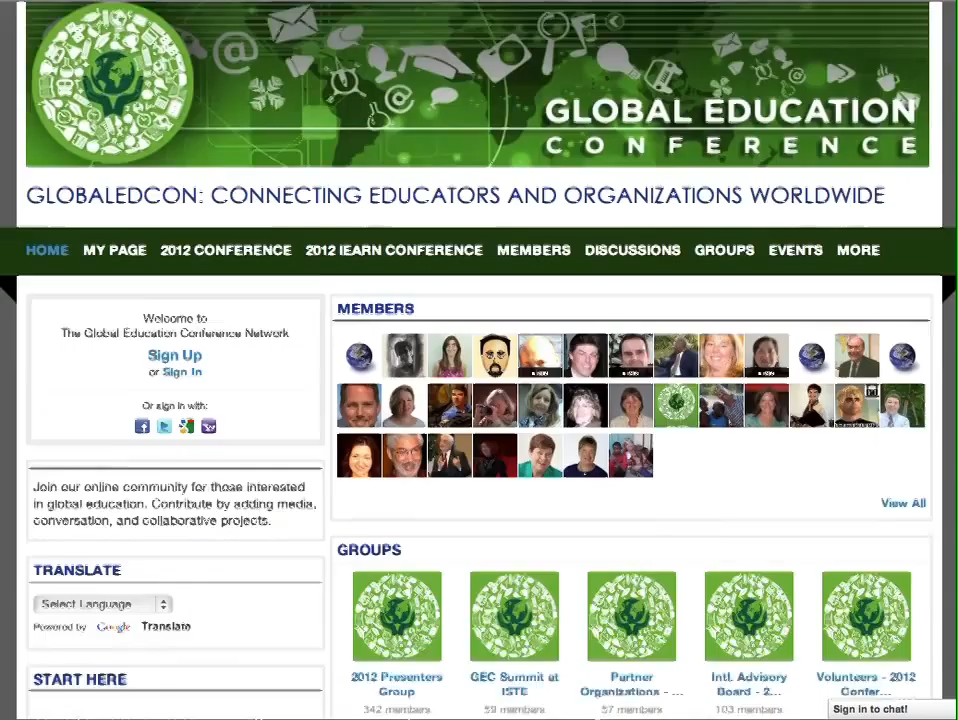 GLOBAL EDUCATION
CONFERENCE
GLOBALEDCON: CONNECTING EDUCATORS AND ORGANIZATIONS WORLDWIDE
HOME MY PAGE 2012 CONFERENCE 2012 IEARN CONFERENCE MEMBERS DISCUSSIONS GROUPS EVENTS MORE
Welcome to
The Global Education Conference Network
Sign Up
or Sign In
Or sign in with:
Join our online community for those interested
in global education. Contribute by adding media,
conversation, and collaborative projects.
TRANSLATE
Select Language
Powered by Google Translate
START HERE
MEMBERS
View All
GROUPS
2012 Presenters
Group
342 members
GEC Summit at
ISTE
59 members
Partner
Organizations - ...
57 members
Intl. Advisory
Board - 2...
103 members
Volunteers - 2012
Confer...
Sign in to chat!